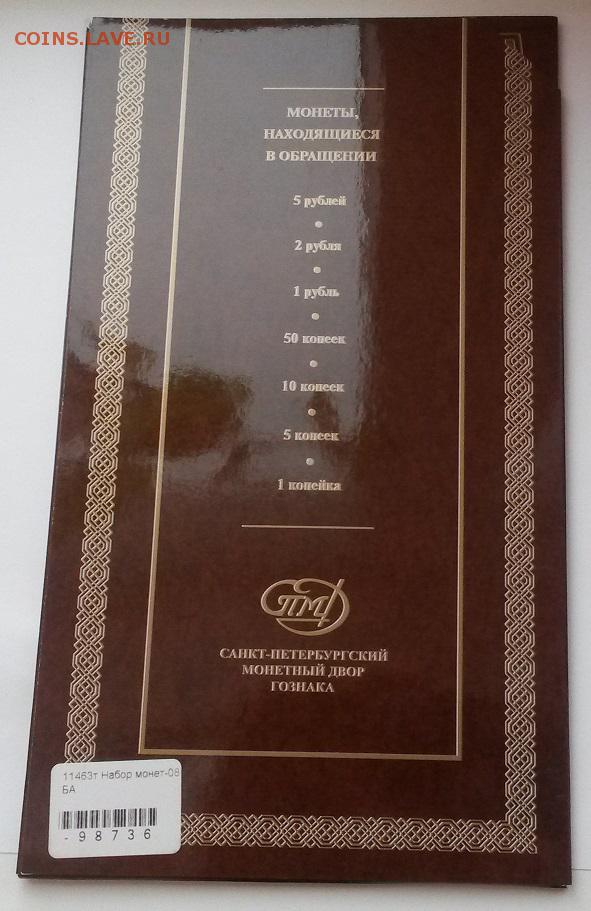 COINS.LAVE.RU
МОНЕТЫ,
НАХОДЯЩИЕСЯ
В ОБРАЩЕНИИ
5 рублей
2 рубля
1 рубль
50 копеек
10 копеек
5 копеек
1 копейка
СПМД
САНКТ-ПЕТЕРБУРГСКИЙ
МОНЕТНЫЙ ДВОР
ГОЗНАКА
11463т Набор монет-08
БА
- 98736